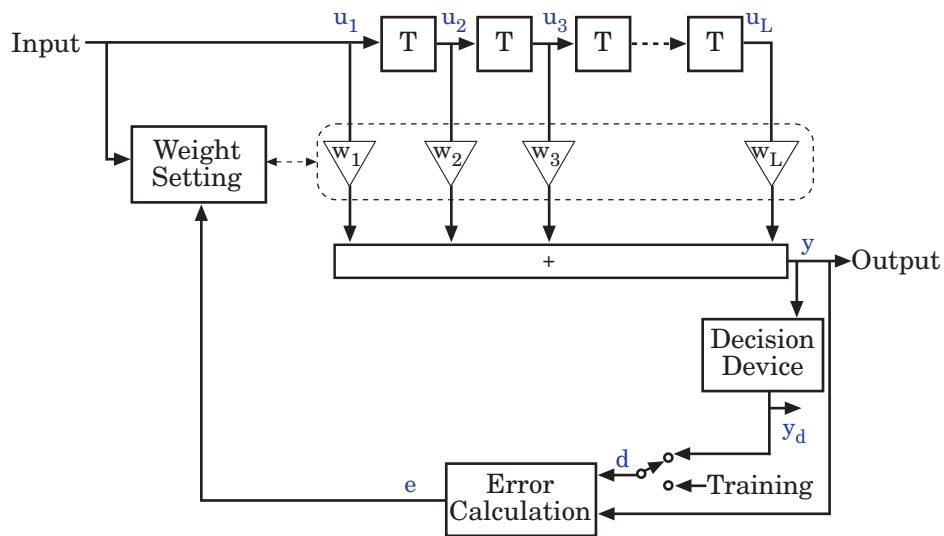 u1 u2 u3 uL
Input T T T T
Weight
Setting
w1 w2 w3 wL
+
y
Output
Decision
Device
yd
d
e
Error
Calculation
Training